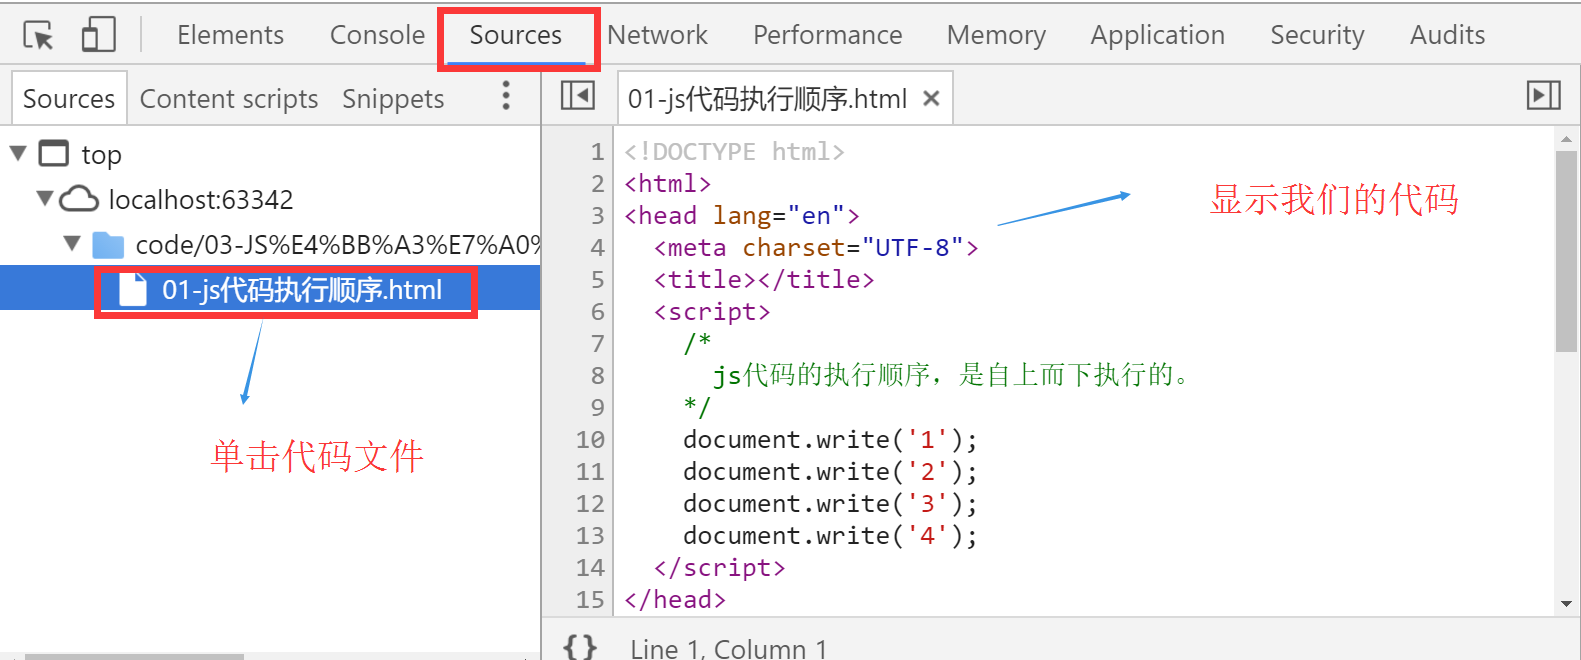 Elements Console Sources Network Performance Memory Application Security Audits
Sources Content scripts Snippets
01-js代码执行顺序.html ×
top
localhost:63342
code/03-JS%E4%BB%A3%E7%A0%
01-js代码执行顺序.html
单击代码文件
1 <!DOCTYPE html>
2 <html>
3 <head lang="en">
4 <meta charset="UTF-8">
5 <title></title>
6 <script>
7 /*
8 js代码的执行顺序，是自上而下执行的。
9 */
10 document.write('1');
11 document.write('2');
12 document.write('3');
13 document.write('4');
14 </script>
15 </head>
显示我们的代码
{} Line 1, Column 1